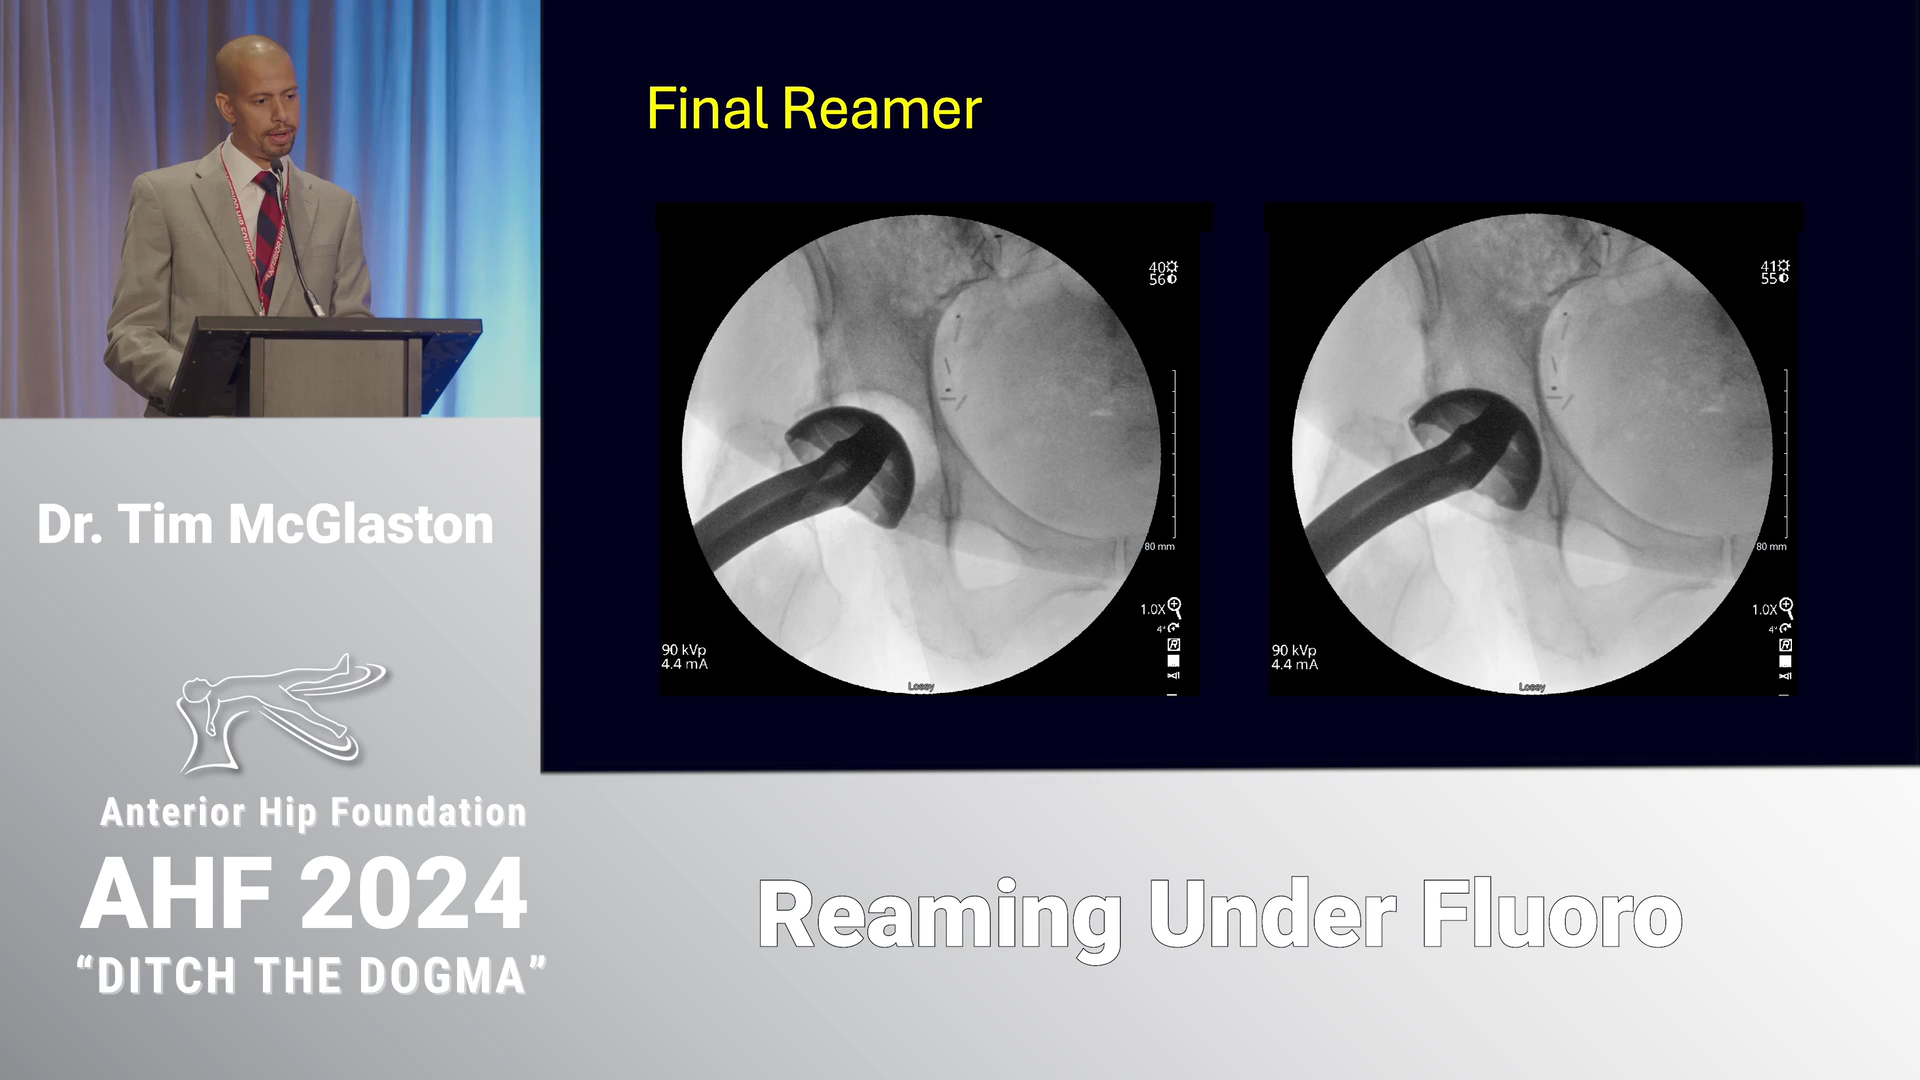 Final Reamer
40
56
80 mm
1.0X
4°
R
90 kVp
4.4 mA
Lossy
41
55
80 mm
1.0X
4°
R
90 kVp
4.4 mA
Lossy
Dr. Tim McGlaston
Anterior Hip Foundation
AHF 2024
“DITCH THE DOGMA”
Reaming Under Fluoro